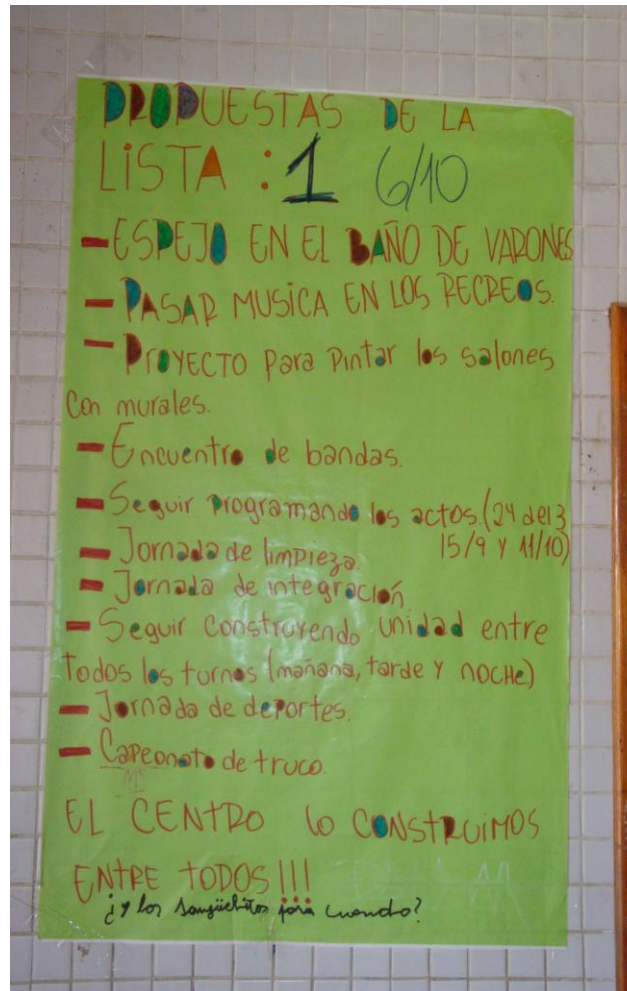 PROPUESTAS DE LA
LISTA : 1 6/10
- ESPEJO EN EL BAÑO DE VARONES
- PASAR MUSICA EN LOS RECREOS.
- PROYECTO Para Pintar los salones
Con murales.
- Encuentro de bandas.
- Seguir Programando los actos. (24 del 3
15/9 Y 11/10)
- Jornada de limpieza.
- Jornada de integración
- Seguir Construyendo unidad entre
Todos los turnos (mañana, tarde Y NOCHE)
- Jornada de deportes.
- Capeonato de truco.
M
EL CENTRO lo CONSTRUIMOS
ENTRE TODOS!!!
¿y los sangüchitos para cuando?